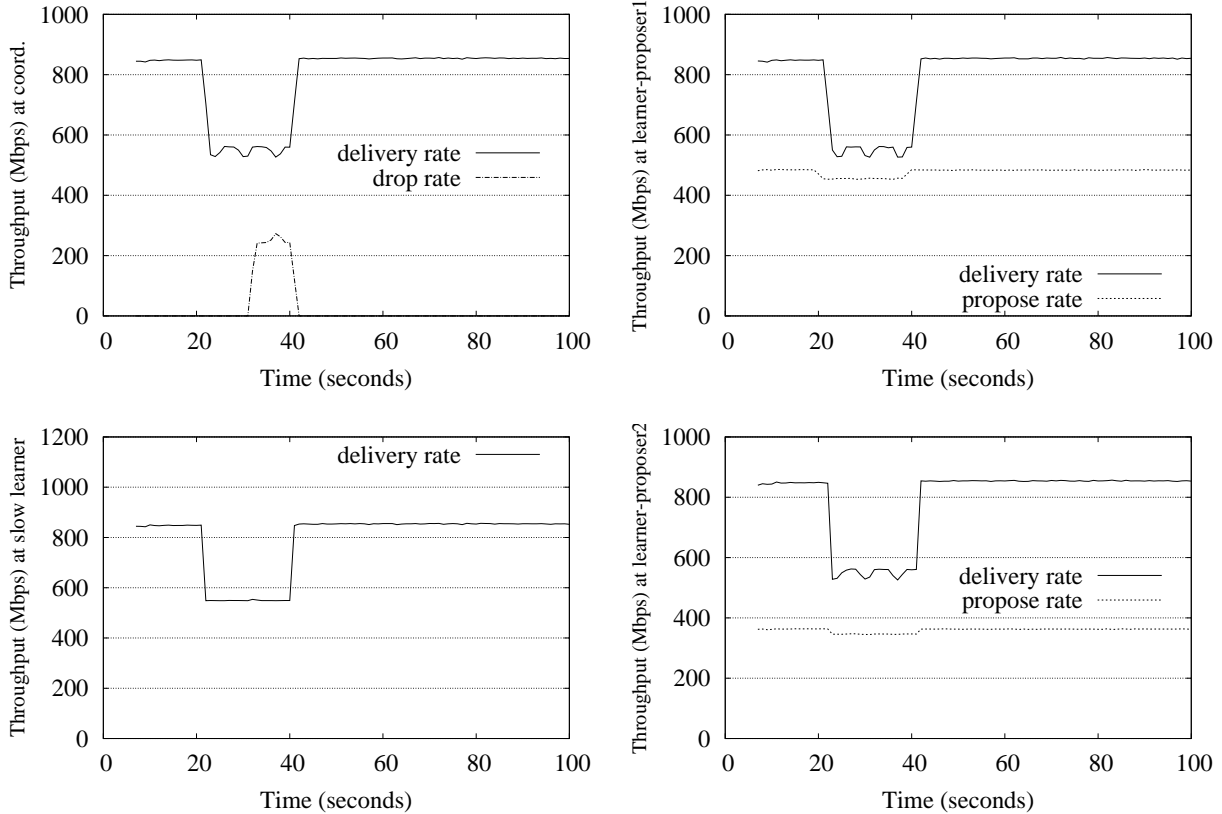 Throughput (Mbps) at coord.
1000
800
600
400
200
0
delivery rate
drop rate
0 20 40 60 80 100
Time (seconds)
Throughput (Mbps) at learner-proposer1
1000
800
600
400
200
0
delivery rate
propose rate
0 20 40 60 80 100
Time (seconds)
Throughput (Mbps) at slow learner
1200
1000
800
600
400
200
0
delivery rate
0 20 40 60 80 100
Time (seconds)
Throughput (Mbps) at learner-proposer2
1000
800
600
400
200
0
delivery rate
propose rate
0 20 40 60 80 100
Time (seconds)